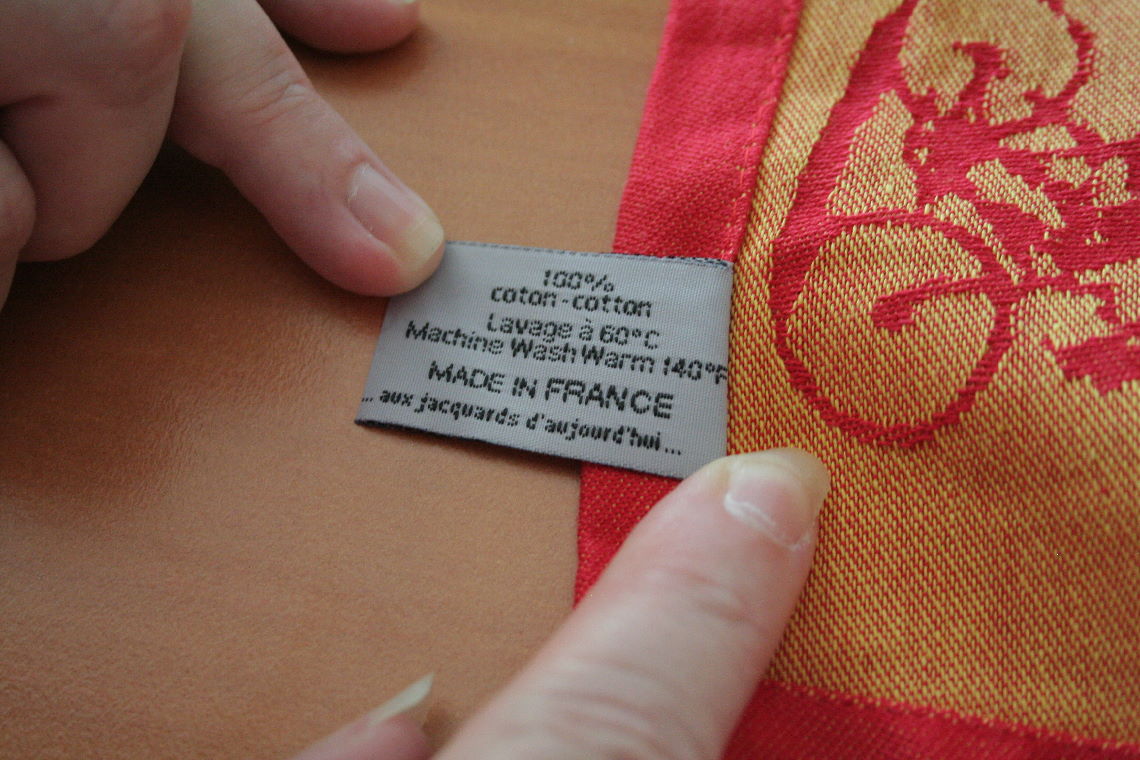 100%
coton-cotton
Lavage à 60°C
Machine Wash Warm 140°F
MADE IN FRANCE
... aux jacquards d'aujourd'hui...